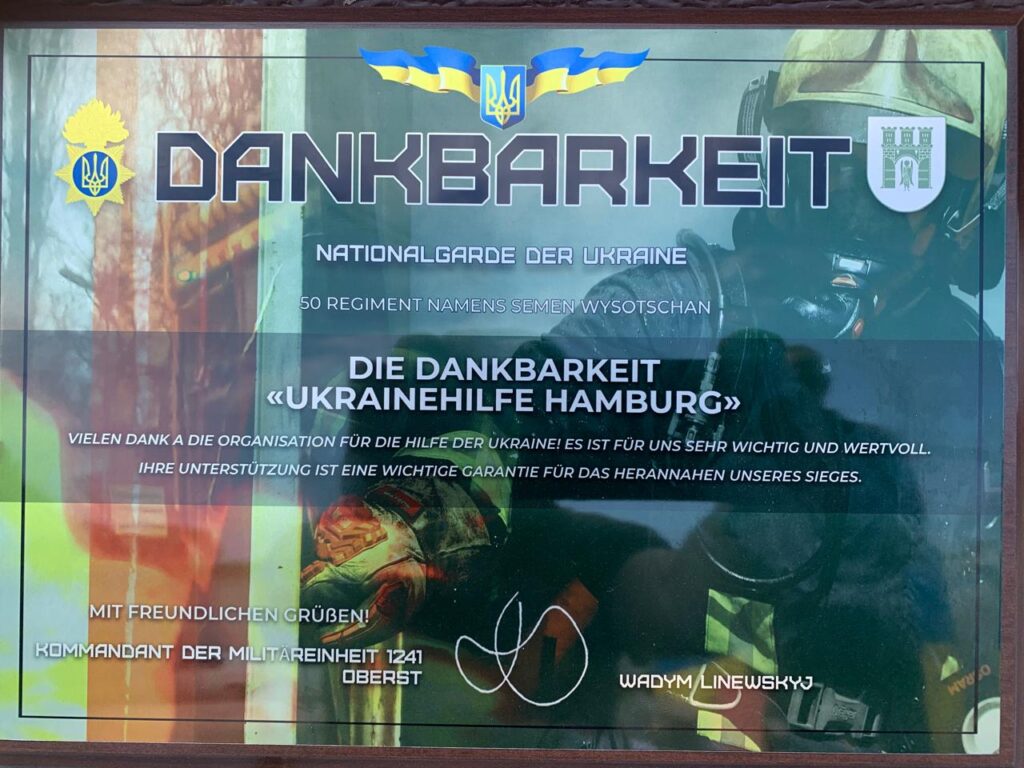 DANKBARKEIT
NATIONALGARDE DER UKRAINE
50 REGIMENT NAMENS SEMEN WYSOTSCHAN
DIE DANKBARKEIT
«UKRAINEHILFE HAMBURG»
VIELEN DANK A DIE ORGANISATION FÜR DIE HILFE DER UKRAINE! ES IST FÜR UNS SEHR WICHTIG UND WERTVOLL.
IHRE UNTERSTÜTZUNG IST EINE WICHTIGE GARANTIE FÜR DAS HERANNAHEN UNSERES SIEGES.
MIT FREUNDLICHEN GRÜßEN!
KOMMANDANT DER MILITÄREINHEIT 1241
OBERST
WADYM LINEWSKYJ
OSRAM